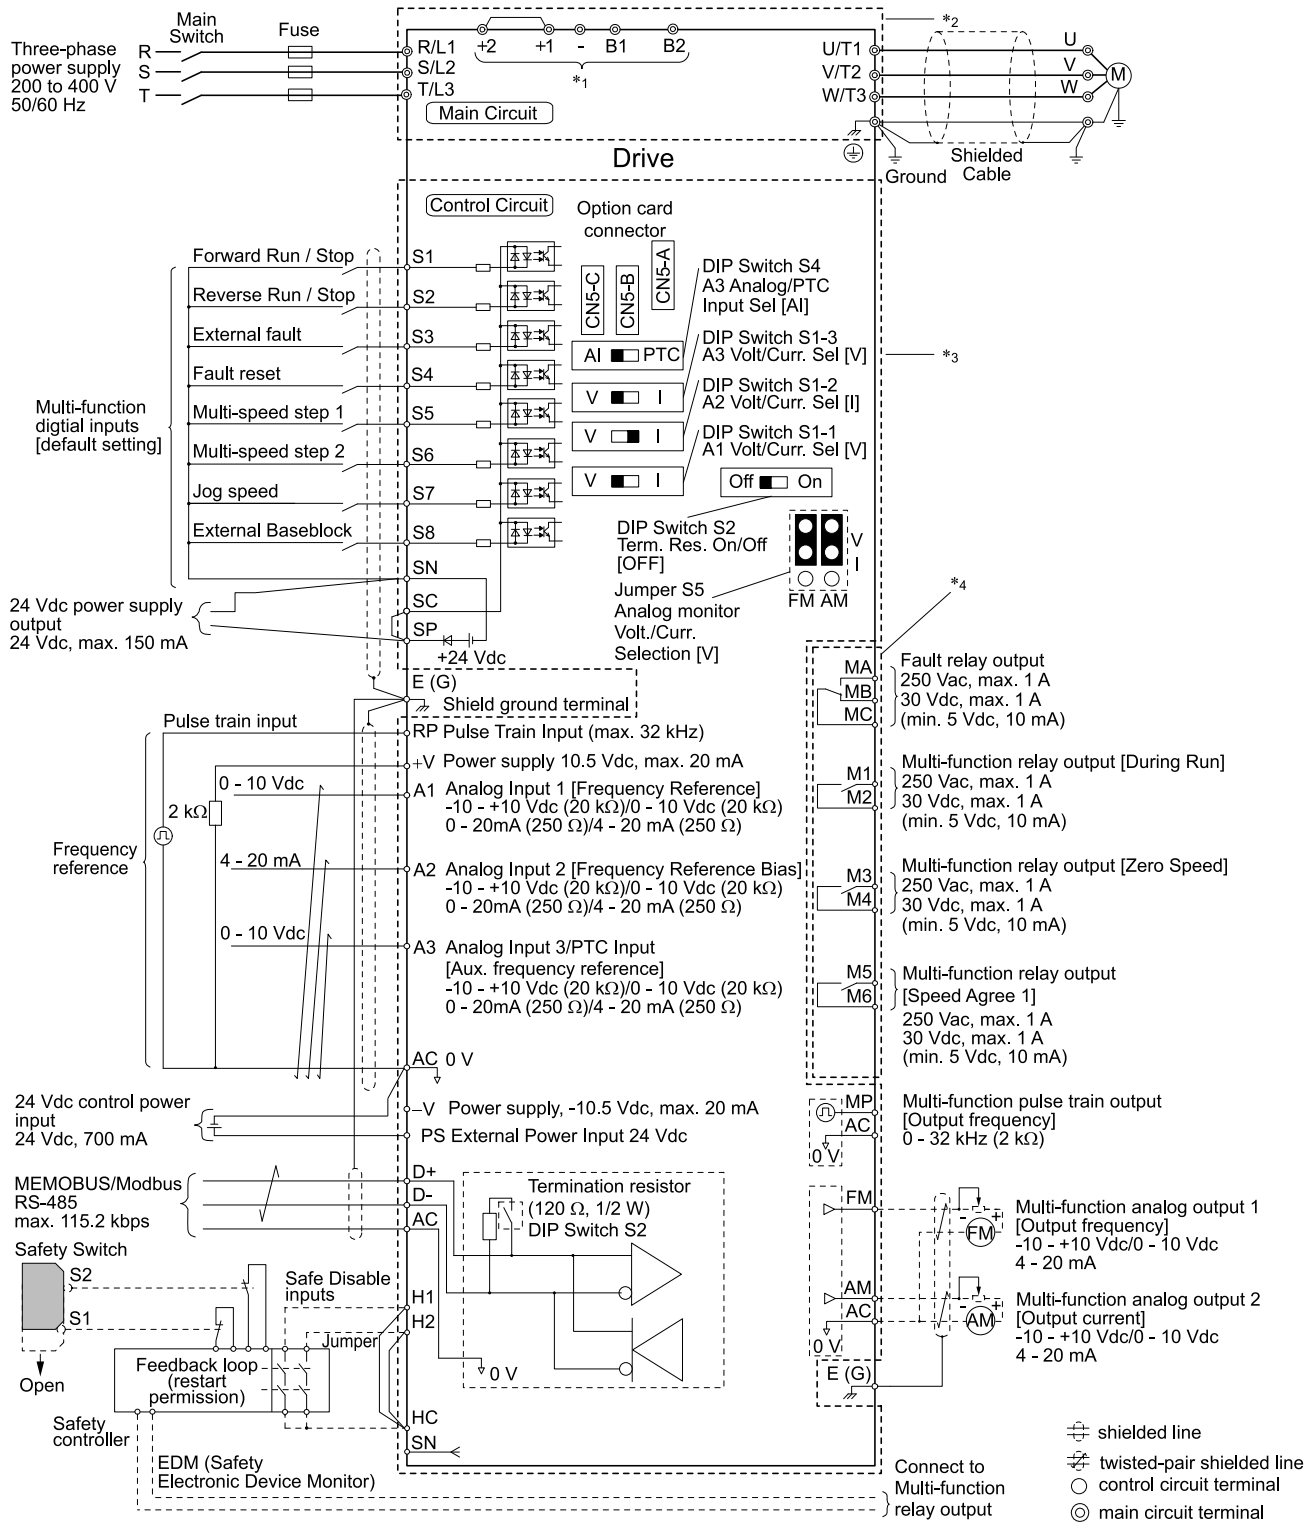 Main
Switch
Fuse
Three-phase
power supply
200 to 400 V
50/60 Hz
R
S
T
R/L1
S/L2
T/L3
+2
+1
-
B1
B2
*1
*2
Main Circuit
U/T1
V/T2
W/T3
U
V
W
M
Drive
Ground
Shielded
Cable
Control Circuit
Option card
connector
CN5-C
CN5-B
CN5-A
Forward Run / Stop
S1
Reverse Run / Stop
S2
External fault
S3
Fault reset
S4
Multi-speed step 1
S5
Multi-speed step 2
S6
Jog speed
S7
External Baseblock
S8
SN
SC
SP
+24 Vdc
Multi-function
digtial inputs
[default setting]
24 Vdc power supply
output
24 Vdc, max. 150 mA
DIP Switch S4
A3 Analog/PTC
Input Sel [AI]
AI PTC
DIP Switch S1-3
A3 Volt/Curr. Sel [V]
V I
DIP Switch S1-2
A2 Volt/Curr. Sel [I]
V I
DIP Switch S1-1
A1 Volt/Curr. Sel [V]
V I
*3
Off On
DIP Switch S2
Term. Res. On/Off
[OFF]
Jumper S5
Analog monitor
Volt./Curr.
Selection [V]
V
I
FM AM
*4
E (G)
Shield ground terminal
Pulse train input
RP Pulse Train Input (max. 32 kHz)
+V Power supply 10.5 Vdc, max. 20 mA
0 - 10 Vdc
2 kΩ
A1 Analog Input 1 [Frequency Reference]
-10 - +10 Vdc (20 kΩ)/0 - 10 Vdc (20 kΩ)
0 - 20mA (250 Ω)/4 - 20 mA (250 Ω)
Frequency
reference
4 - 20 mA
A2 Analog Input 2 [Frequency Reference Bias]
-10 - +10 Vdc (20 kΩ)/0 - 10 Vdc (20 kΩ)
0 - 20mA (250 Ω)/4 - 20 mA (250 Ω)
0 - 10 Vdc
A3 Analog Input 3/PTC Input
[Aux. frequency reference]
-10 - +10 Vdc (20 kΩ)/0 - 10 Vdc (20 kΩ)
0 - 20mA (250 Ω)/4 - 20 mA (250 Ω)
AC 0 V
24 Vdc control power
input
24 Vdc, 700 mA
-V Power supply, -10.5 Vdc, max. 20 mA
PS External Power Input 24 Vdc
MA
MB
MC
Fault relay output
250 Vac, max. 1 A
30 Vdc, max. 1 A
(min. 5 Vdc, 10 mA)
M1
M2
Multi-function relay output [During Run]
250 Vac, max. 1 A
30 Vdc, max. 1 A
(min. 5 Vdc, 10 mA)
M3
M4
Multi-function relay output [Zero Speed]
250 Vac, max. 1 A
30 Vdc, max. 1 A
(min. 5 Vdc, 10 mA)
M5
M6
Multi-function relay output
[Speed Agree 1]
250 Vac, max. 1 A
30 Vdc, max. 1 A
(min. 5 Vdc, 10 mA)
MP
AC
0 V
Multi-function pulse train output
[Output frequency]
0 - 32 kHz (2 kΩ)
MEMOBUS/Modbus
RS-485
max. 115.2 kbps
D+
D-
AC
Termination resistor
(120 Ω, 1/2 W)
DIP Switch S2
0 V
FM
- +
FM
Multi-function analog output 1
[Output frequency]
-10 - +10 Vdc/0 - 10 Vdc
4 - 20 mA
AM
AC
0 V
- +
AM
Multi-function analog output 2
[Output current]
-10 - +10 Vdc/0 - 10 Vdc
4 - 20 mA
E (G)
Safety Switch
S2
S1
Open
Safe Disable
inputs
H1
H2
Jumper
Feedback loop
(restart
permission)
Safety
controller
HC
SN
EDM (Safety
Electronic Device Monitor)
Connect to
Multi-function
relay output
shielded line
twisted-pair shielded line
control circuit terminal
main circuit terminal